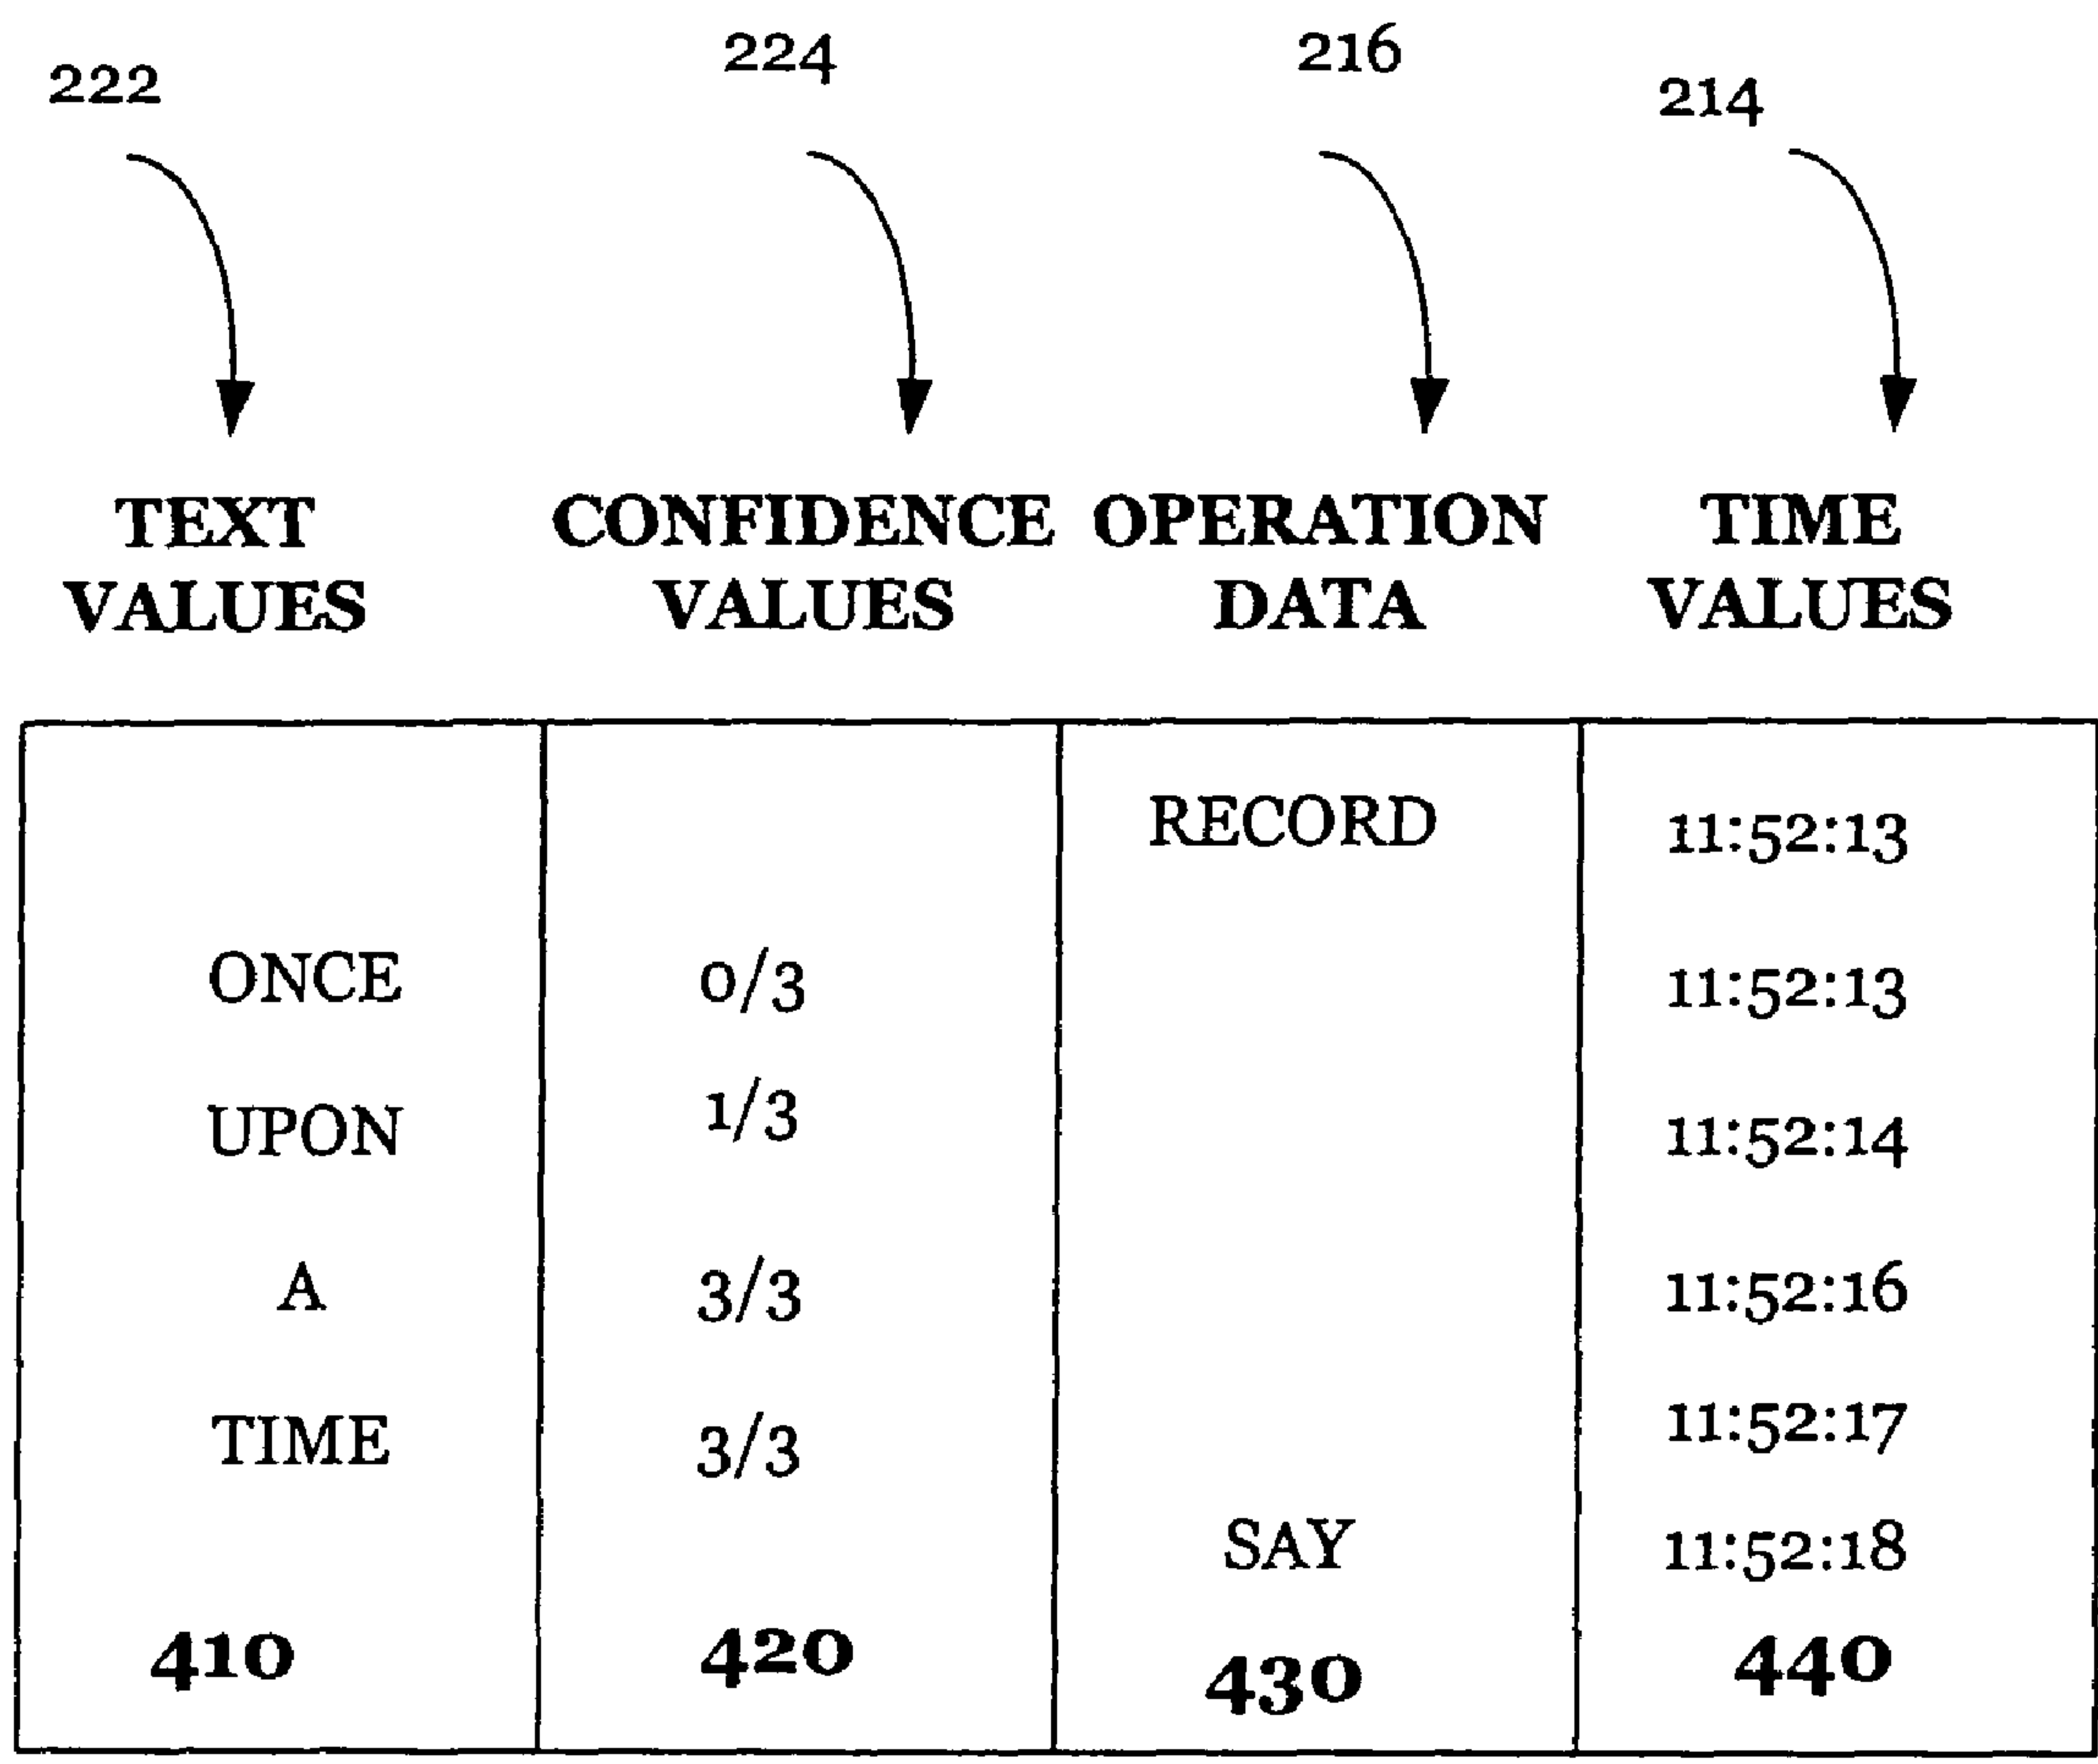 222 224 216 214
TEXT CONFIDENCE OPERATION TIME
VALUES VALUES DATA VALUES
RECORD 11:52:13
ONCE 0/3 11:52:13
UPON 1/3 11:52:14
A 3/3 11:52:16
TIME 3/3 11:52:17
SAY 11:52:18
410 420 430 440